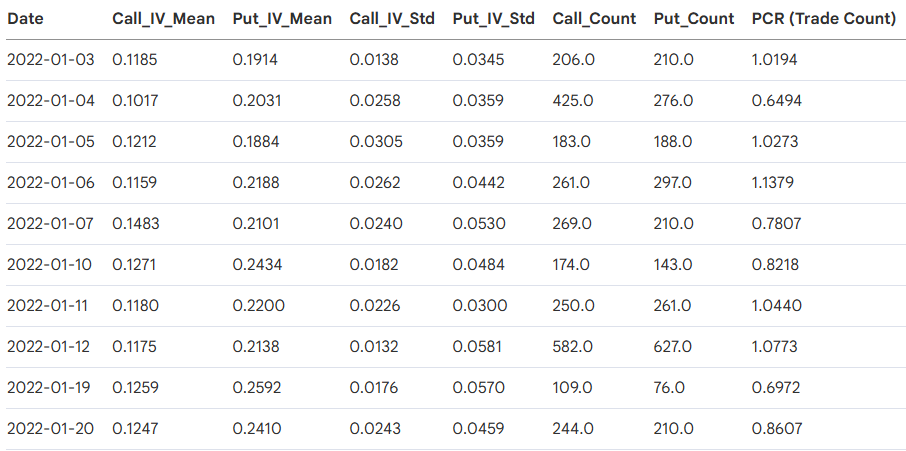 Date Call_IV_Mean Put_IV_Mean Call_IV_Std Put_IV_Std Call_Count Put_Count PCR (Trade Count)
2022-01-03 0.1185 0.1914 0.0138 0.0345 206.0 210.0 1.0194
2022-01-04 0.1017 0.2031 0.0258 0.0359 425.0 276.0 0.6494
2022-01-05 0.1212 0.1884 0.0305 0.0359 183.0 188.0 1.0273
2022-01-06 0.1159 0.2188 0.0262 0.0442 261.0 297.0 1.1379
2022-01-07 0.1483 0.2101 0.0240 0.0530 269.0 210.0 0.7807
2022-01-10 0.1271 0.2434 0.0182 0.0484 174.0 143.0 0.8218
2022-01-11 0.1180 0.2200 0.0226 0.0300 250.0 261.0 1.0440
2022-01-12 0.1175 0.2138 0.0132 0.0581 582.0 627.0 1.0773
2022-01-19 0.1259 0.2592 0.0176 0.0570 109.0 76.0 0.6972
2022-01-20 0.1247 0.2410 0.0243 0.0459 244.0 210.0 0.8607